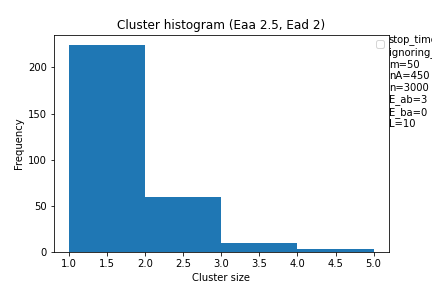 Cluster histogram (Eaa 2.5, Ead 2)
stop_time
ignoring_
m=50
nA=450
n=3000
E_ab=3
E_ba=0
L=10
200
150
100
50
0
Frequency
1.0 1.5 2.0 2.5 3.0 3.5 4.0 4.5 5.0
Cluster size